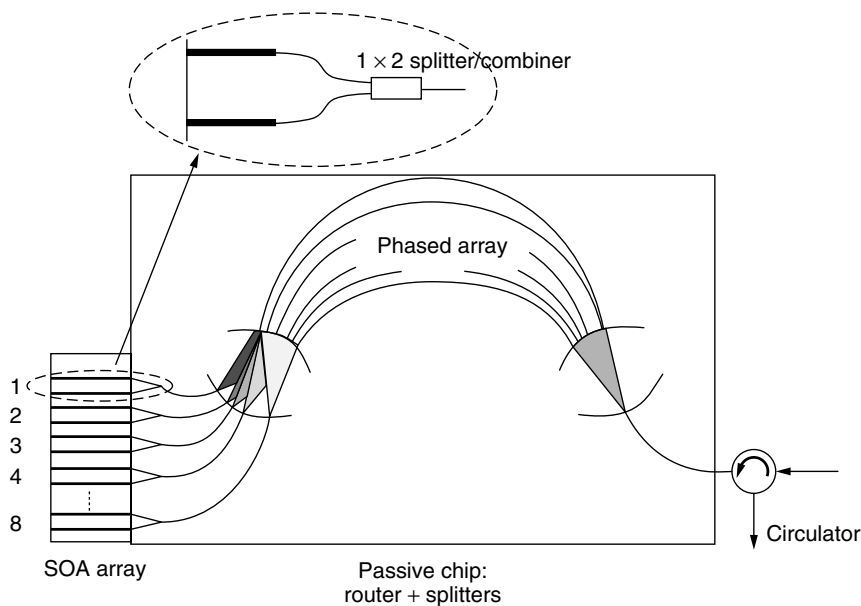 1 × 2 splitter/combiner
Phased array
1
2
3
4
8
Circulator
SOA array
Passive chip:
router + splitters